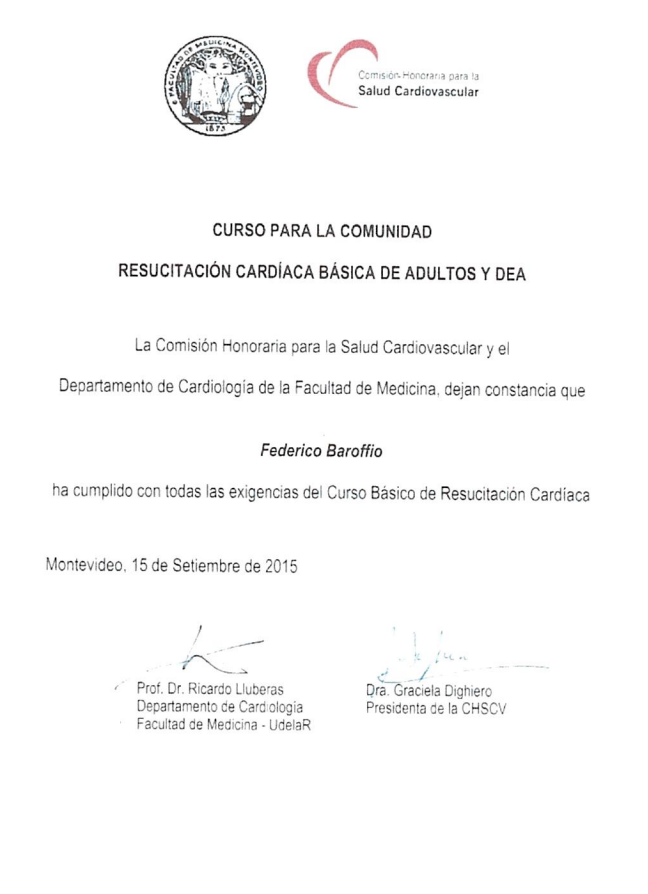 FACULTAD DE MEDICINA MONTEVIDEO
1875
Comisión Honoraria para la
Salud Cardiovascular
CURSO PARA LA COMUNIDAD
RESUCITACIÓN CARDÍACA BÁSICA DE ADULTOS Y DEA
La Comisión Honoraria para la Salud Cardiovascular y el
Departamento de Cardiología de la Facultad de Medicina, dejan constancia que
Federico Baroffio
ha cumplido con todas las exigencias del Curso Básico de Resucitación Cardíaca
Montevideo, 15 de Setiembre de 2015
Prof. Dr. Ricardo Lluberas
Departamento de Cardiología
Facultad de Medicina - UdelaR
Dra. Graciela Dighiero
Presidenta de la CHSCV